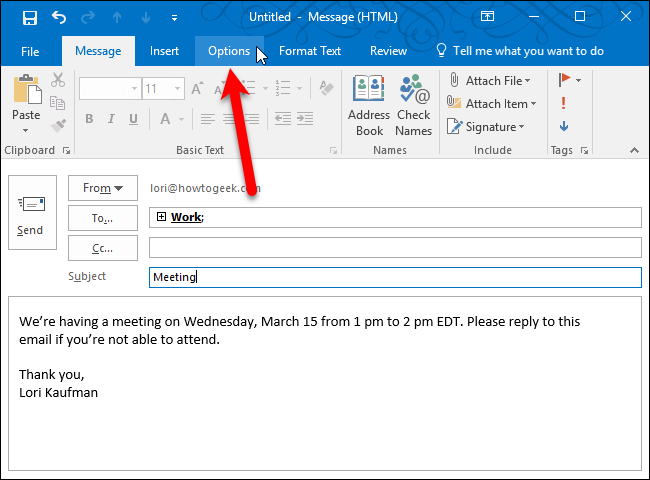 Untitled - Message (HTML)
File Message Insert Options Format Text Review Tell me what you want to do
Paste
Clipboard
11
A A
B I U A
Basic Text
Address Book
Check Names
Names
Attach File
Attach Item
Signature
Include
Tags
Send
From lori@howtogeek.com
To... Work;
Cc...
Subject Meeting
We're having a meeting on Wednesday, March 15 from 1 pm to 2 pm EDT. Please reply to this
email if you're not able to attend.
Thank you,
Lori Kaufman